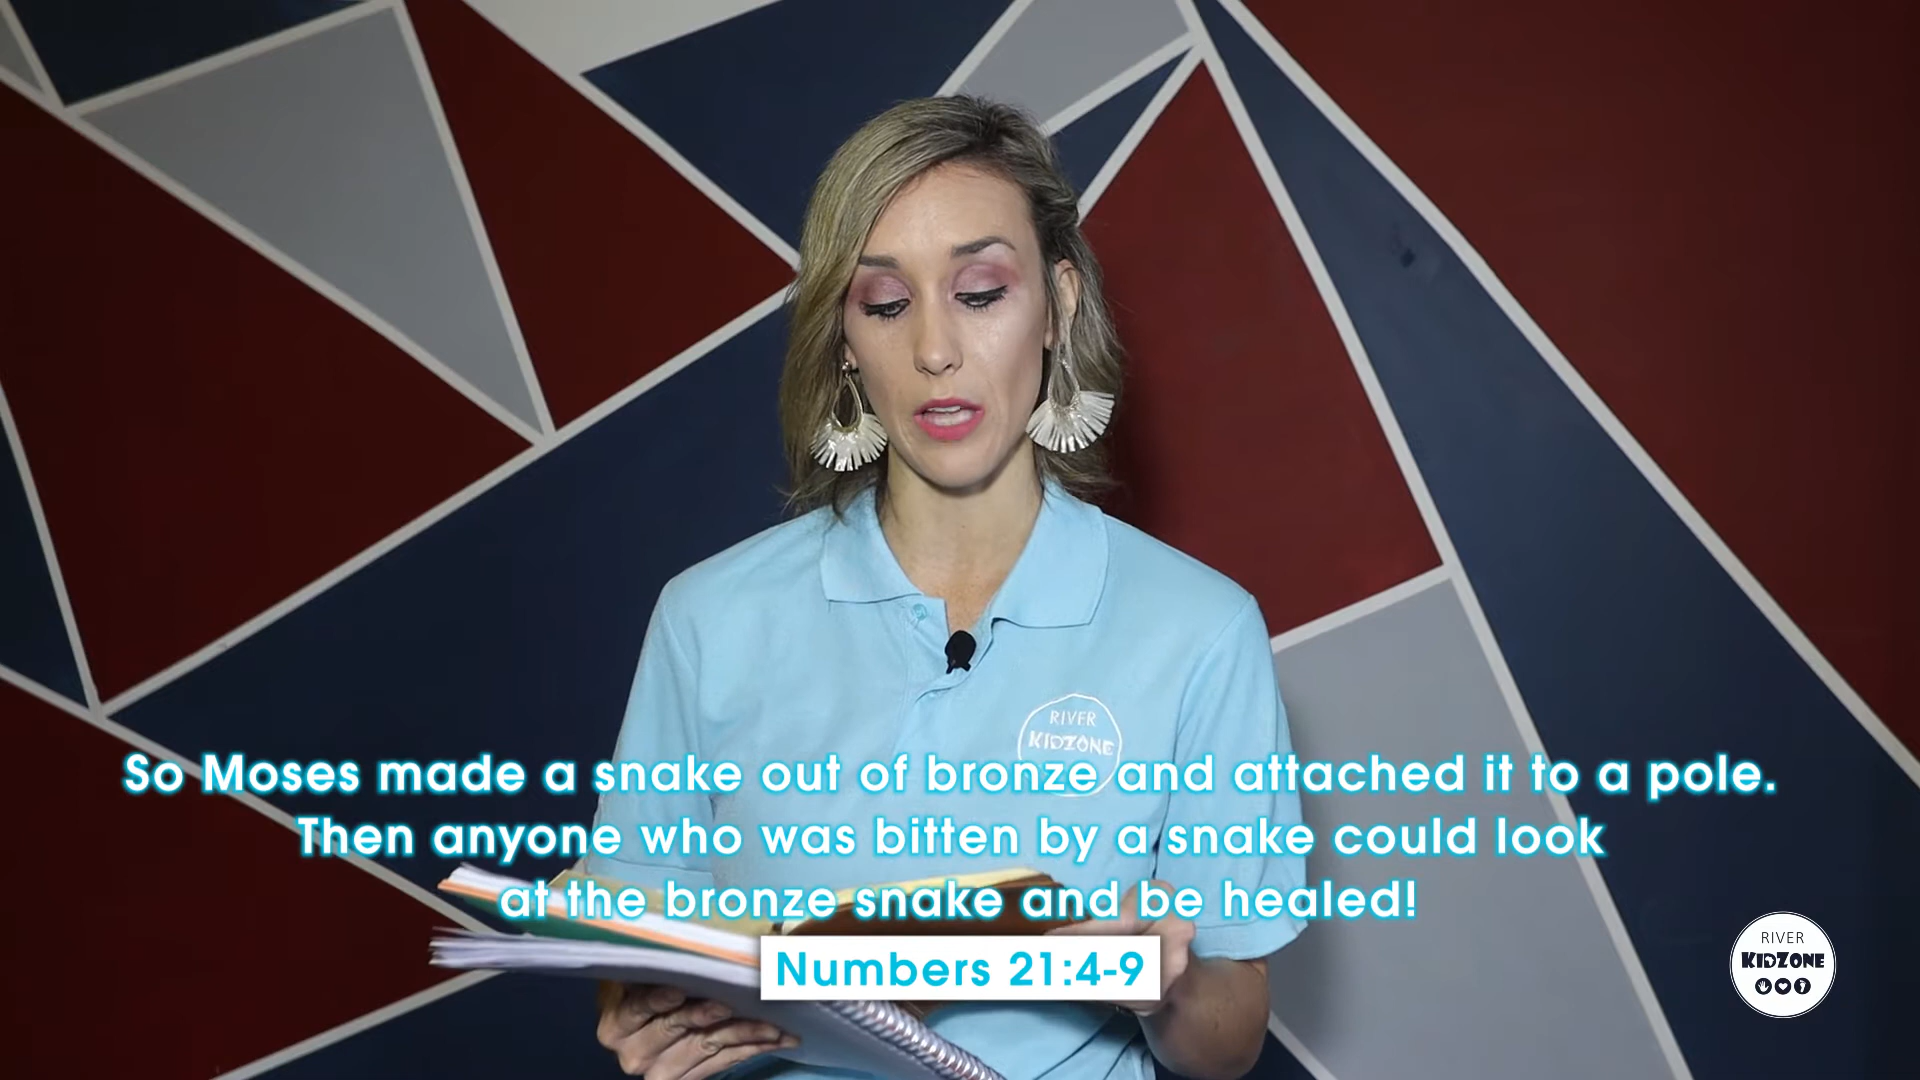 RIVER
KIDZONE
So Moses made a snake out of bronze and attached it to a pole.
Then anyone who was bitten by a snake could look
at the bronze snake and be healed!
Numbers 21:4-9
RIVER
KIDZONE